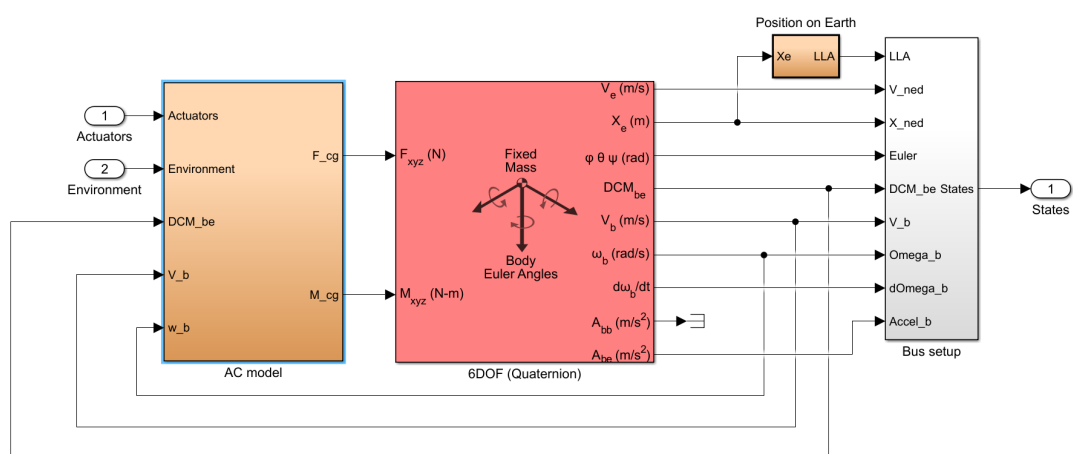 Position on Earth
Xe LLA
LLA
V_ned
X_ned
Euler
DCM_be States
V_b
Omega_b
dOmega_b
Accel_b
Bus setup
1
States
1
Actuators
2
Environment
Actuators
Environment
DCM_be
V_b
w_b
F_cg
M_cg
AC model
F_xyz (N)
M_xyz (N-m)
Fixed
Mass
Body
Euler Angles
V_e (m/s)
X_e (m)
φ θ ψ (rad)
DCM_be
V_b (m/s)
ω_b (rad/s)
dω_b/dt
A_bb (m/s²)
A_be (m/s²)
6DOF (Quaternion)